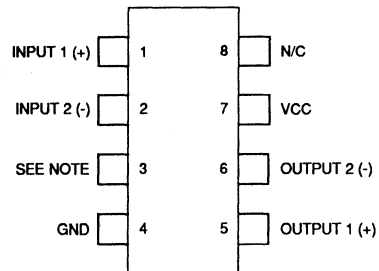 INPUT 1 (+) 1 8 N/C
INPUT 2 (-) 2 7 VCC
SEE NOTE 3 6 OUTPUT 2 (-)
GND 4 5 OUTPUT 1 (+)